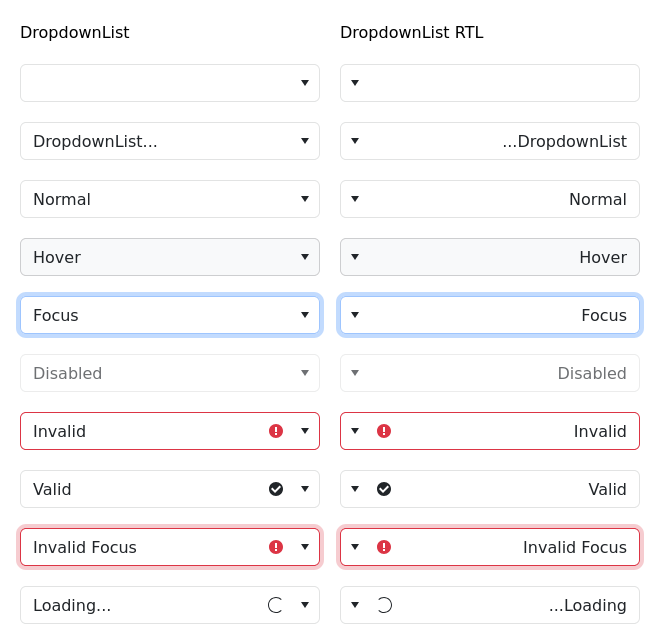 DropdownList
DropdownList RTL
DropdownList...
...DropdownList
Normal
Normal
Hover
Hover
Focus
Focus
Disabled
Disabled
Invalid
Invalid
Valid
Valid
Invalid Focus
Invalid Focus
Loading...
...Loading